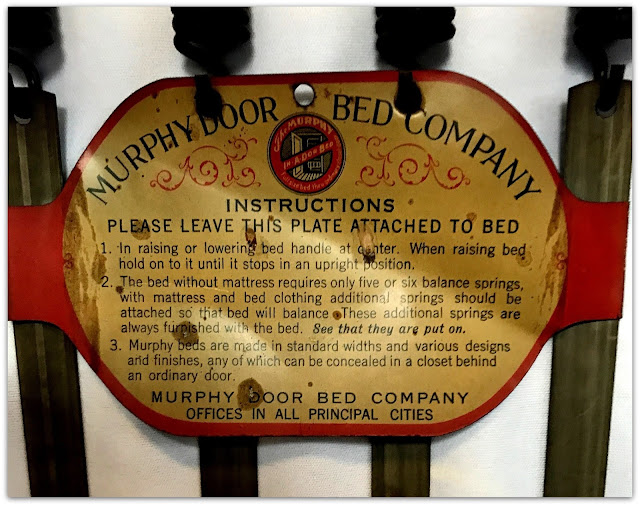 MURPHY DOOR BED COMPANY
The MURPHY
IN-A-DOR BED
INSTRUCTIONS
PLEASE LEAVE THIS PLATE ATTACHED TO BED
1. In raising or lowering bed handle at center. When raising bed
hold on to it until it stops in an upright position.
2. The bed without mattress requires only five or six balance springs,
with mattress and bed clothing additional springs should be
attached so that bed will balance. These additional springs are
always furnished with the bed. See that they are put on.
3. Murphy beds are made in standard widths and various designs
and finishes, any of which can be concealed in a closet behind
an ordinary door.
MURPHY DOOR BED COMPANY
OFFICES IN ALL PRINCIPAL CITIES